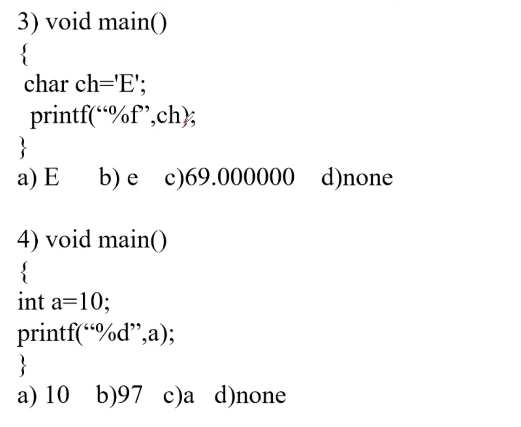 3) void main()
{
char ch='E';
printf(“%f”,ch);
}
a) E b) e c)69.000000 d)none
4) void main()
{
int a=10;
printf(“%d”,a);
}
a) 10 b)97 c)a d)none